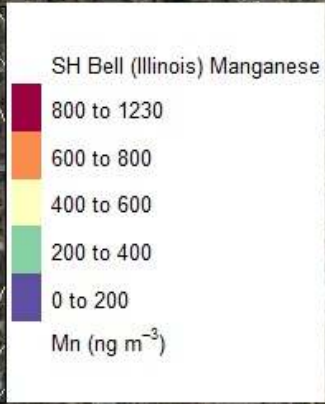 SH Bell (Illinois) Manganese
800 to 1230
600 to 800
400 to 600
200 to 400
0 to 200
Mn (ng m⁻³)